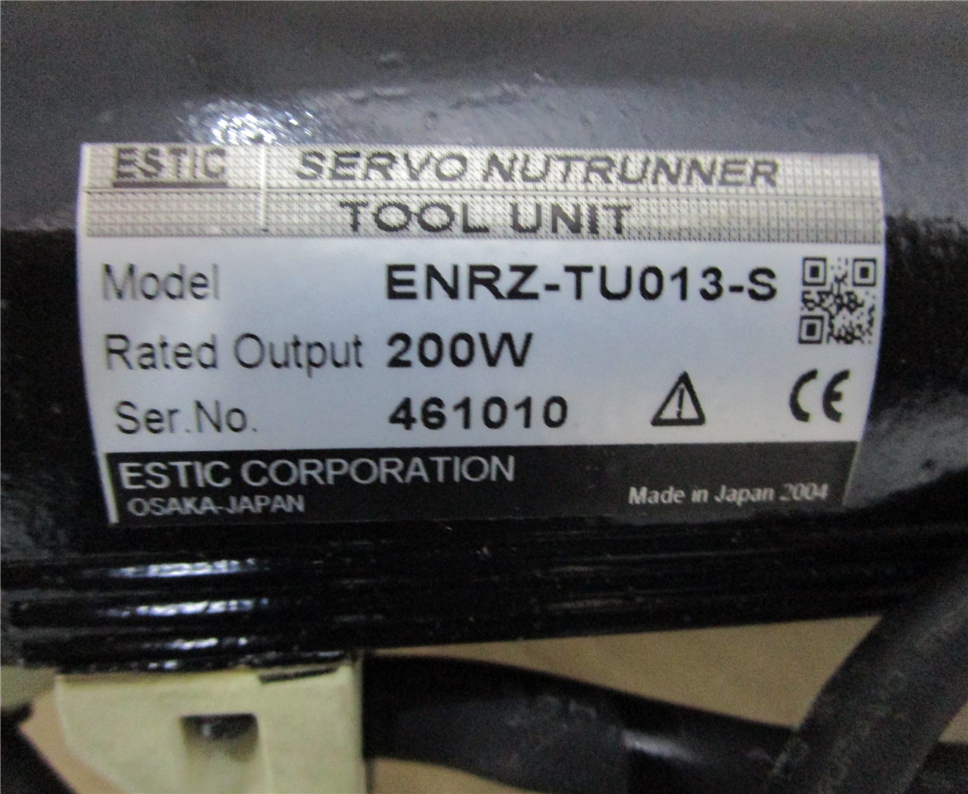 ESTIC SERVO NUTRUNNER
TOOL UNIT
Model ENRZ-TU013-S
Rated Output 200W
Ser.No. 461010
CE
ESTIC CORPORATION
OSAKA-JAPAN
Made in Japan 2004